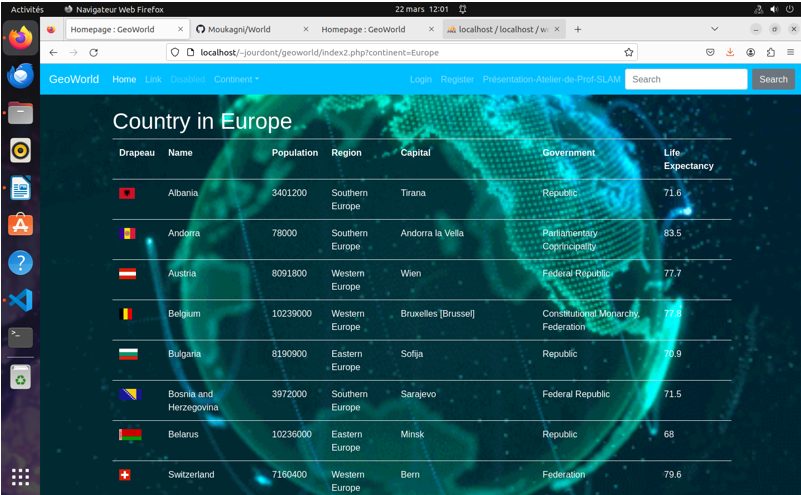 Activités Navigateur Web Firefox 22 mars 12:01
Homepage : GeoWorld Moukagni/World Homepage : GeoWorld localhost / localhost / wo
localhost/~jourdont/geoworld/index2.php?continent=Europe
GeoWorld Home Link Disabled Continent Login Register Présentation-Atelier-de-Prof-SLAM Search Search
Country in Europe
Drapeau Name Population Region Capital Government Life
Expectancy
Albania 3401200 Southern Tirana Republic 71.6
Europe
Andorra 78000 Southern Andorra la Vella Parliamentary 83.5
Europe Coprincipality
Austria 8091800 Western Wien Federal Republic 77.7
Europe
Belgium 10239000 Western Bruxelles [Brussel] Constitutional Monarchy, 77.8
Europe Federation
Bulgaria 8190900 Eastern Sofija Republic 70.9
Europe
Bosnia and 3972000 Southern Sarajevo Federal Republic 71.5
Herzegovina Europe
Belarus 10236000 Eastern Minsk Republic 68
Europe
Switzerland 7160400 Western Bern Federation 79.6
Europe